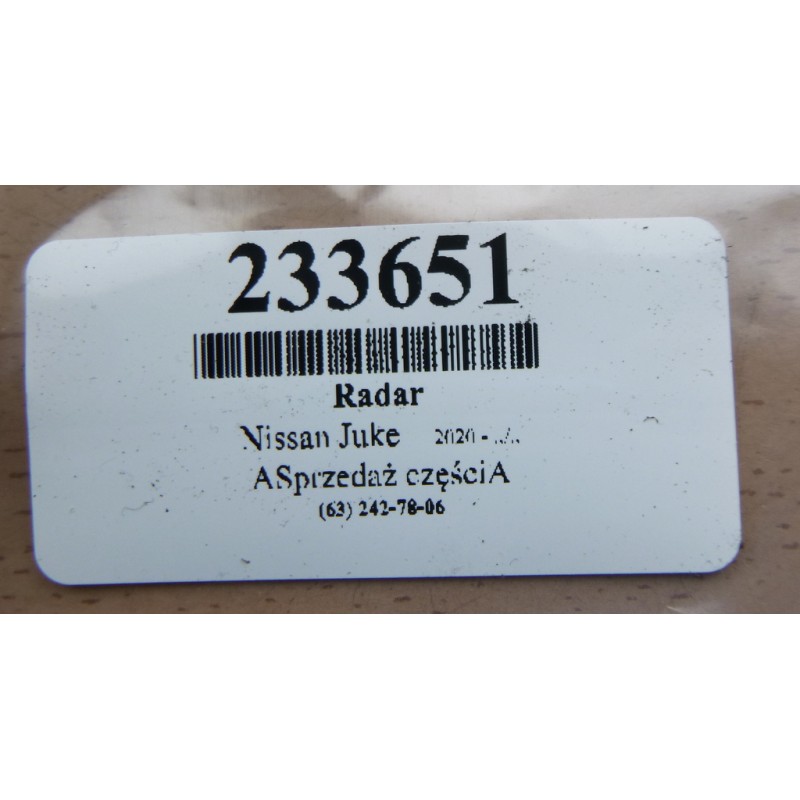 233651
Radar
Nissan Juke 2020 -
ASprzedaż częściA
(63) 242-78-06